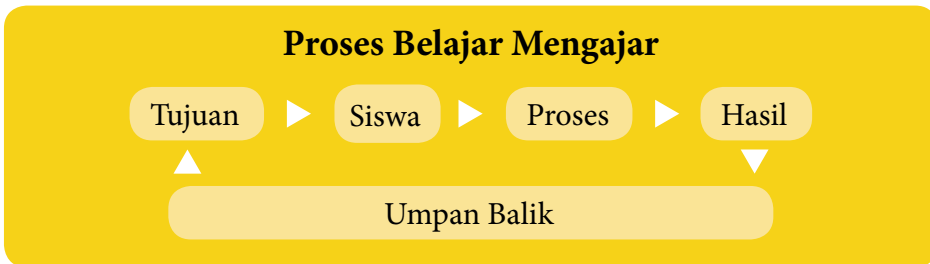 Proses Belajar Mengajar
Tujuan
Siswa
Proses
Hasil
Umpan Balik